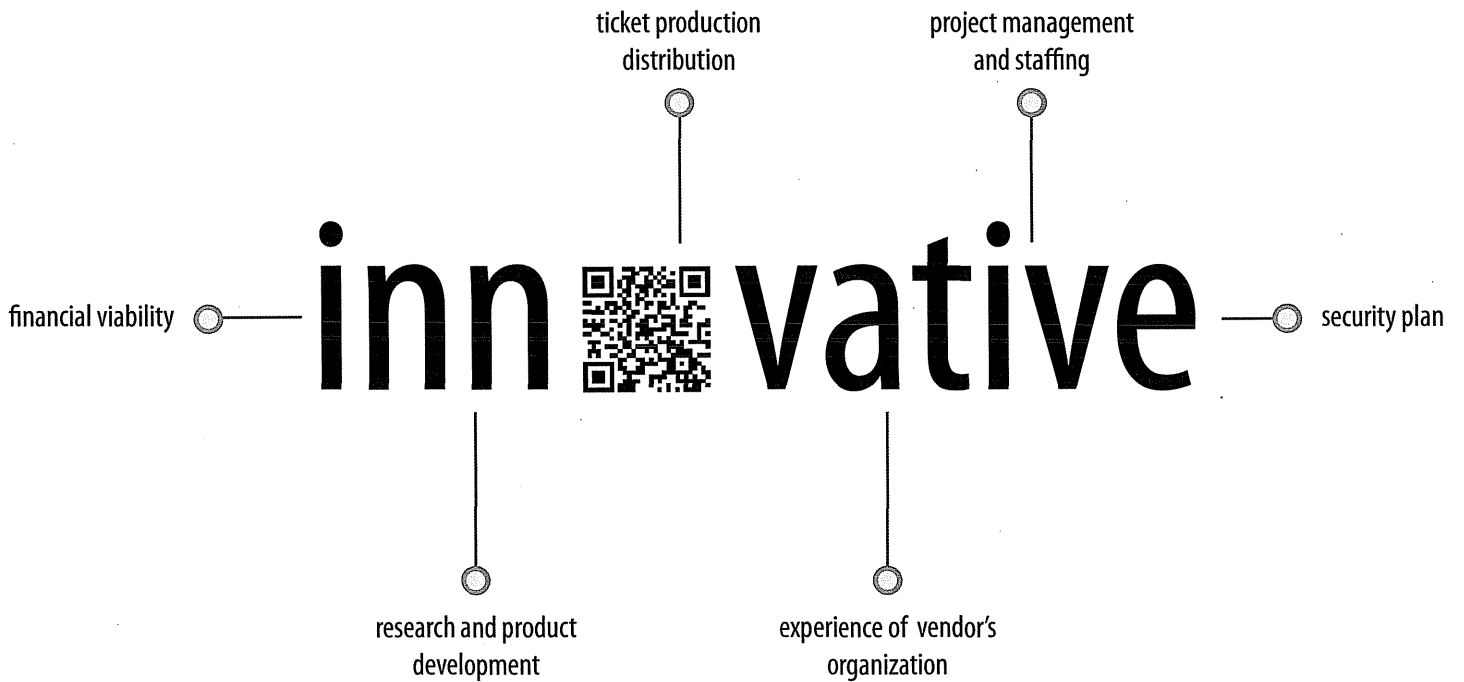 ticket production
distribution
project management
and staffing
financial viability
inn vative
security plan
research and product
development
experience of vendor's
organization